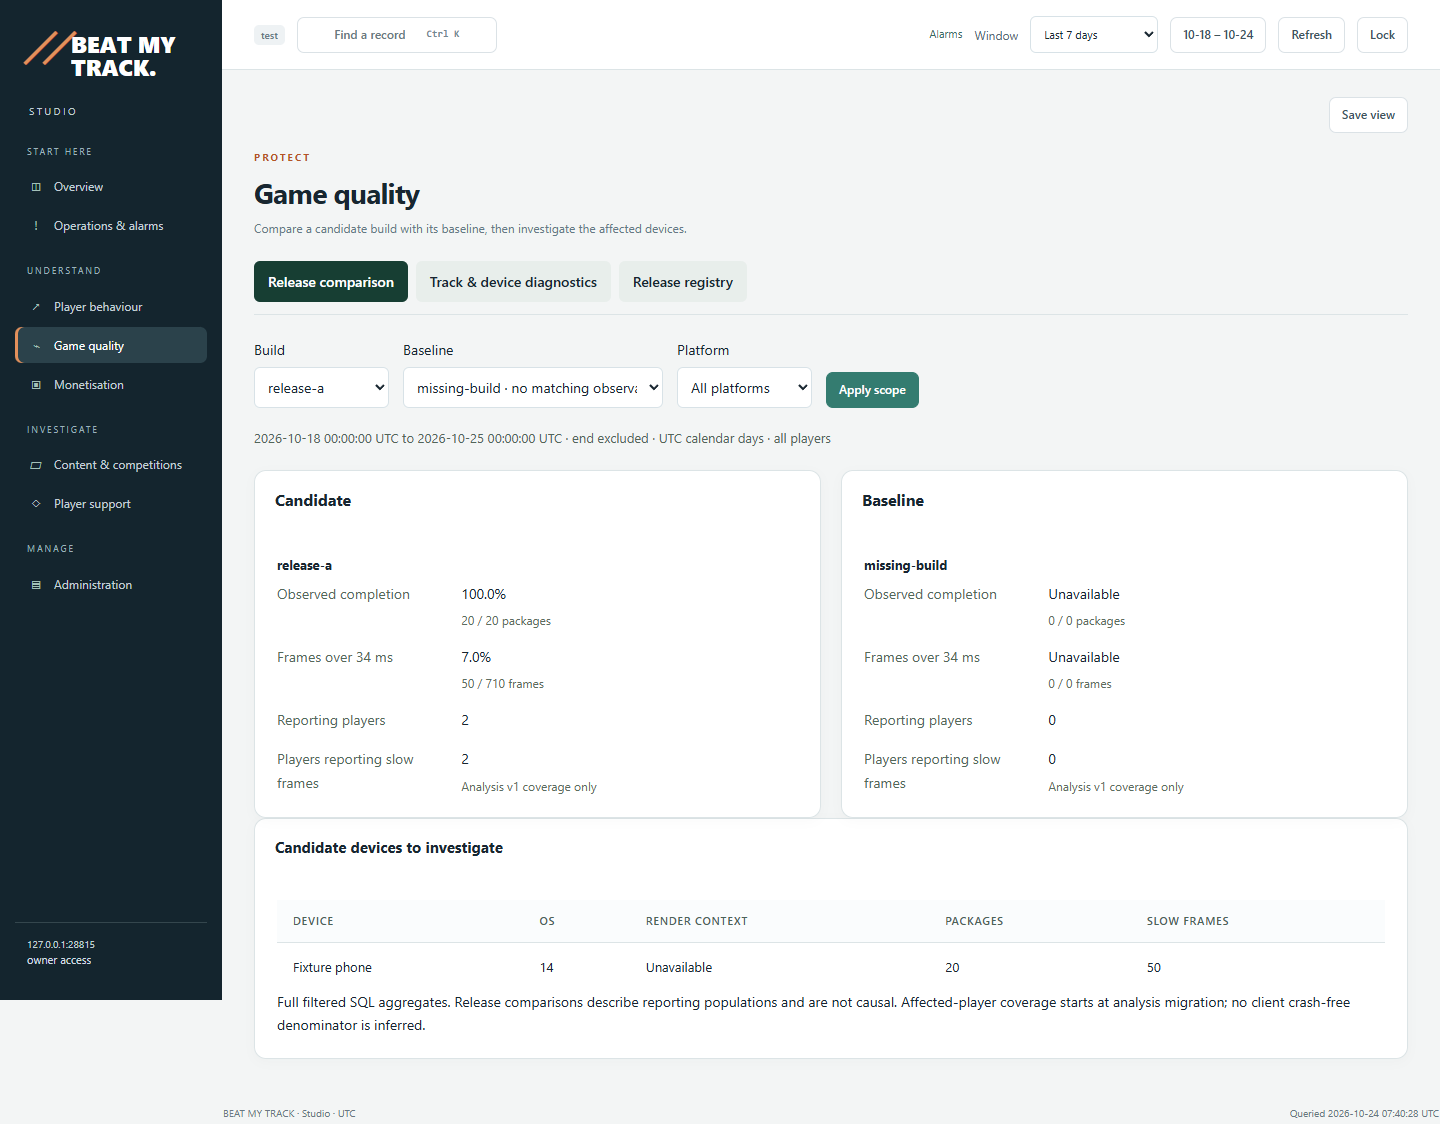 BEAT MY
TRACK.
STUDIO
START HERE
Overview
! Operations & alarms
UNDERSTAND
Player behaviour
Game quality
Monetisation
INVESTIGATE
Content & competitions
Player support
MANAGE
Administration
127.0.0.1:28815
owner access
test
Find a record Ctrl K
Alarms Window Last 7 days 10-18 – 10-24 Refresh Lock
Save view
PROTECT
Game quality
Compare a candidate build with its baseline, then investigate the affected devices.
Release comparison Track & device diagnostics Release registry
Build Baseline Platform
release-a missing-build · no matching observa All platforms Apply scope
2026-10-18 00:00:00 UTC to 2026-10-25 00:00:00 UTC · end excluded · UTC calendar days · all players
Candidate
release-a
Observed completion 100.0%
20 / 20 packages
Frames over 34 ms 7.0%
50 / 710 frames
Reporting players 2
Players reporting slow frames 2
Analysis v1 coverage only
Baseline
missing-build
Observed completion Unavailable
0 / 0 packages
Frames over 34 ms Unavailable
0 / 0 frames
Reporting players 0
Players reporting slow frames 0
Analysis v1 coverage only
Candidate devices to investigate
DEVICE OS RENDER CONTEXT PACKAGES SLOW FRAMES
Fixture phone 14 Unavailable 20 50
Full filtered SQL aggregates. Release comparisons describe reporting populations and are not causal. Affected-player coverage starts at analysis migration; no client crash-free
denominator is inferred.
BEAT MY TRACK · Studio · UTC
Queried 2026-10-24 07:40:28 UTC